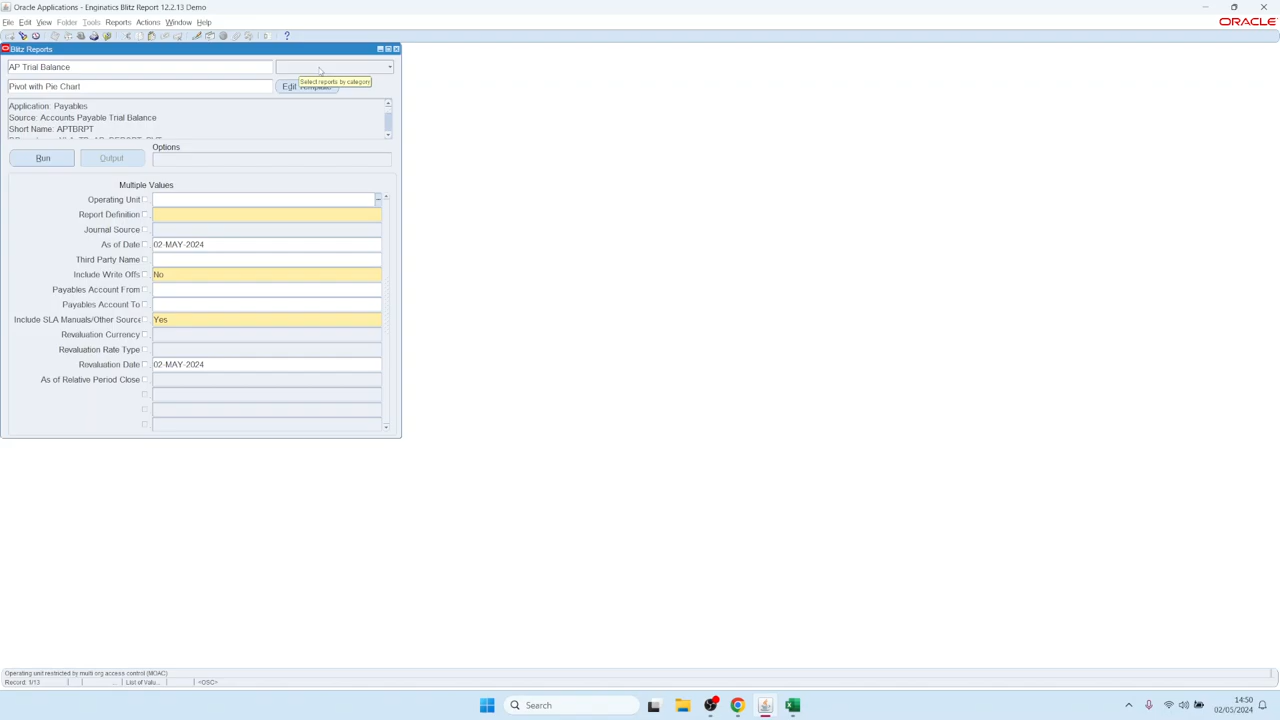 Oracle Applications - Enginatics Blitz Report 12.2.13 Demo
File Edit View Folder Tools Reports Actions Window Help
ORACLE
Blitz Reports
AP Trial Balance
Select reports by category
Pivot with Pie Chart
Edit Template
Application: Payables
Source: Accounts Payable Trial Balance
Short Name: APTBRPT
Options
Run Output
Multiple Values
Operating Unit
Report Definition
Journal Source
As of Date 02-MAY-2024
Third Party Name
Include Write Offs No
Payables Account From
Payables Account To
Include SLA Manuals/Other Source Yes
Revaluation Currency
Revaluation Rate Type
Revaluation Date 02-MAY-2024
As of Relative Period Close
Operating unit restricted by multi org access control (MOAC)
Record: 1/13 ... List of Valu... <OSC>
Search
14:50
02/05/2024